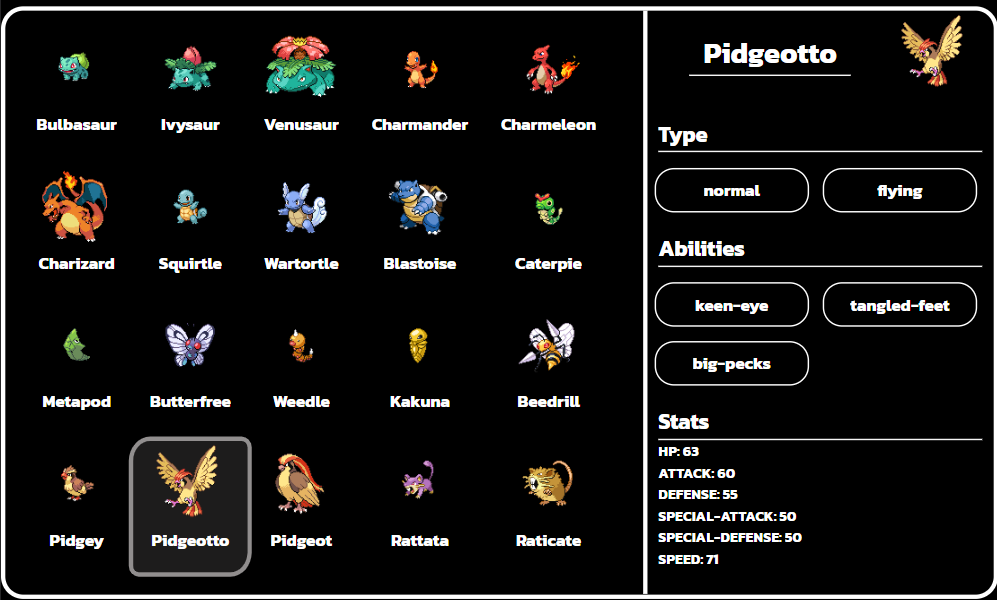 Bulbasaur Ivysaur Venusaur Charmander Charmeleon
Charizard Squirtle Wartortle Blastoise Caterpie
Metapod Butterfree Weedle Kakuna Beedrill
Pidgey Pidgeotto Pidgeot Rattata Raticate
Pidgeotto
Type
normal flying
Abilities
keen-eye tangled-feet
big-pecks
Stats
HP: 63
ATTACK: 60
DEFENSE: 55
SPECIAL-ATTACK: 50
SPECIAL-DEFENSE: 50
SPEED: 71